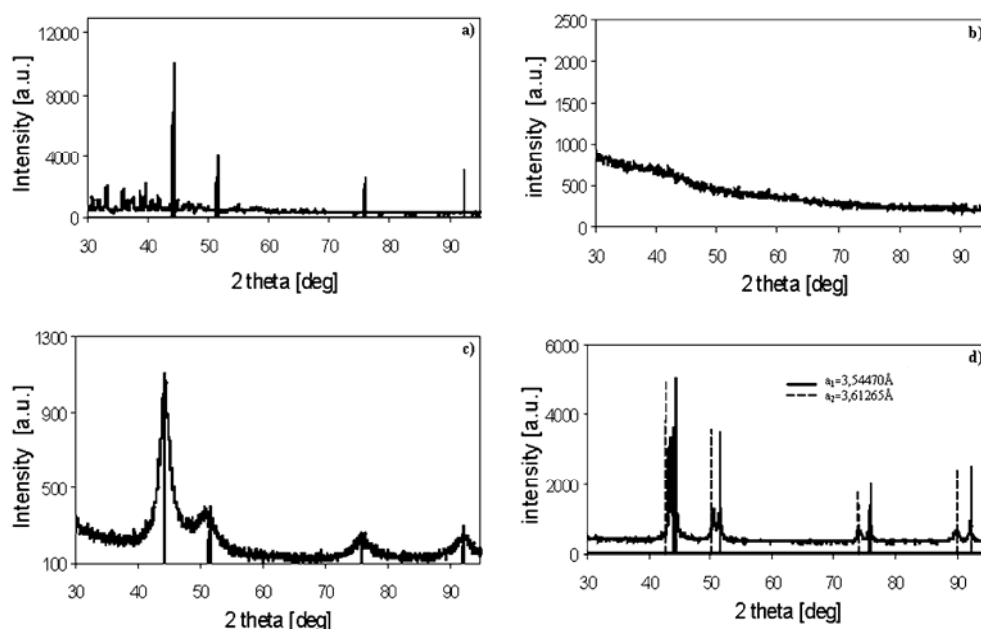 a)
Intensity [a.u.]
12000
8000
4000
0
30 40 50 60 70 80 90
2 theta [deg]
b)
intensity [a.u.]
2500
2000
1500
1000
500
0
30 40 50 60 70 80 90
2 theta [deg]
c)
Intensity [a.u.]
1300
900
500
100
30 40 50 60 70 80 90
2 theta [deg]
d)
intensity [a.u.]
6000
4000
2000
0
a₁=3,54470Å
a₂=3,61265Å
30 40 50 60 70 80 90
2 theta [deg]